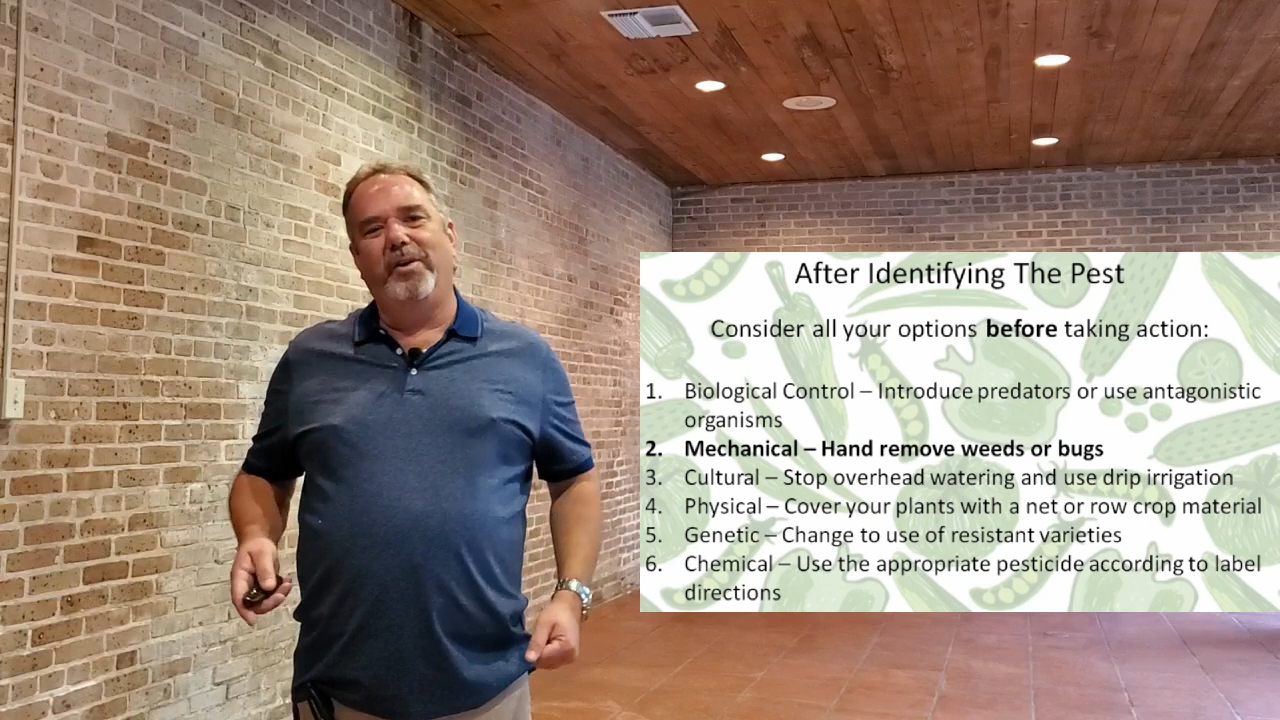 After Identifying The Pest
Consider all your options before taking action:
1. Biological Control – Introduce predators or use antagonistic
organisms
2. Mechanical – Hand remove weeds or bugs
3. Cultural – Stop overhead watering and use drip irrigation
4. Physical – Cover your plants with a net or row crop material
5. Genetic – Change to use of resistant varieties
6. Chemical – Use the appropriate pesticide according to label
directions